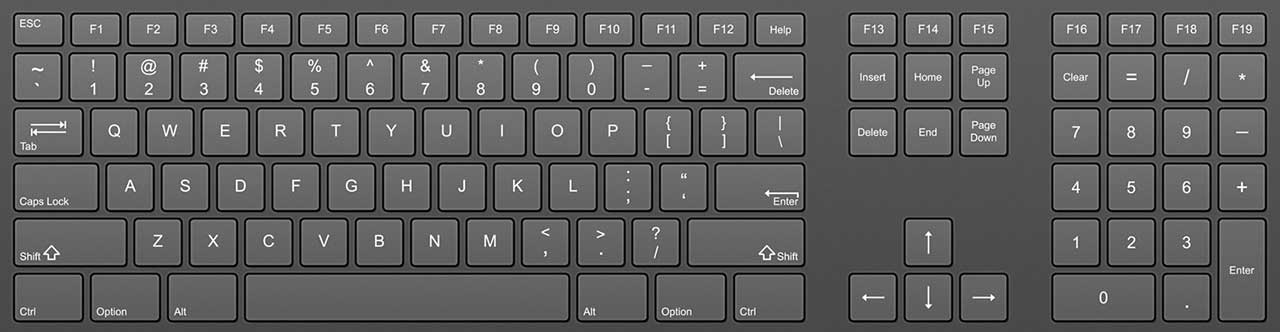 ESC F1 F2 F3 F4 F5 F6 F7 F8 F9 F10 F11 F12 Help F13 F14 F15 F16 F17 F18 F19
~ ! @ # $ % ^ & * ( ) — + Insert Home Page Up Clear = / *
` 1 2 3 4 5 6 7 8 9 0 - = Delete
Tab Q W E R T Y U I O P { } | Delete End Page Down 7 8 9 —
[ ] \
Caps Lock A S D F G H J K L : “ Enter 4 5 6 +
; ‘
Shift Z X C V B N M < > ? Shift ↑ 1 2 3 Enter
, . /
Ctrl Option Alt Alt Option Ctrl ← ↓ → 0 .